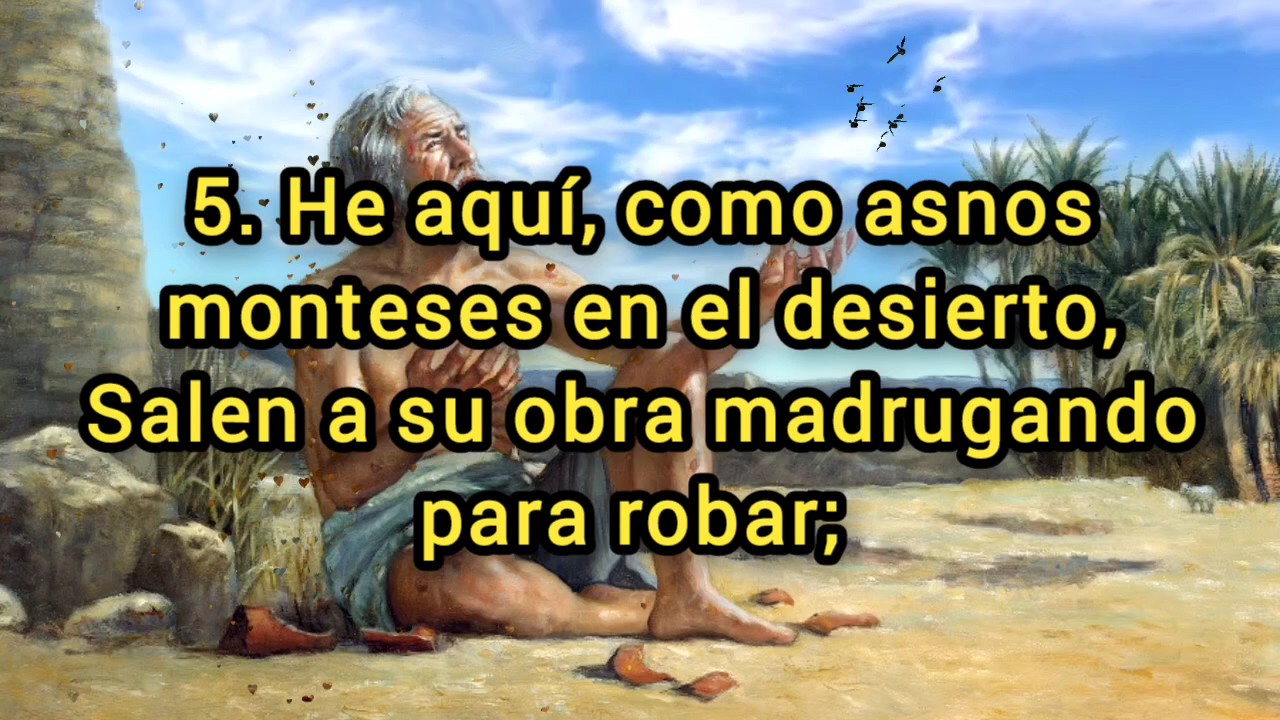 5. He aquí, como asnos
monteses en el desierto,
Salen a su obra madrugando
para robar;